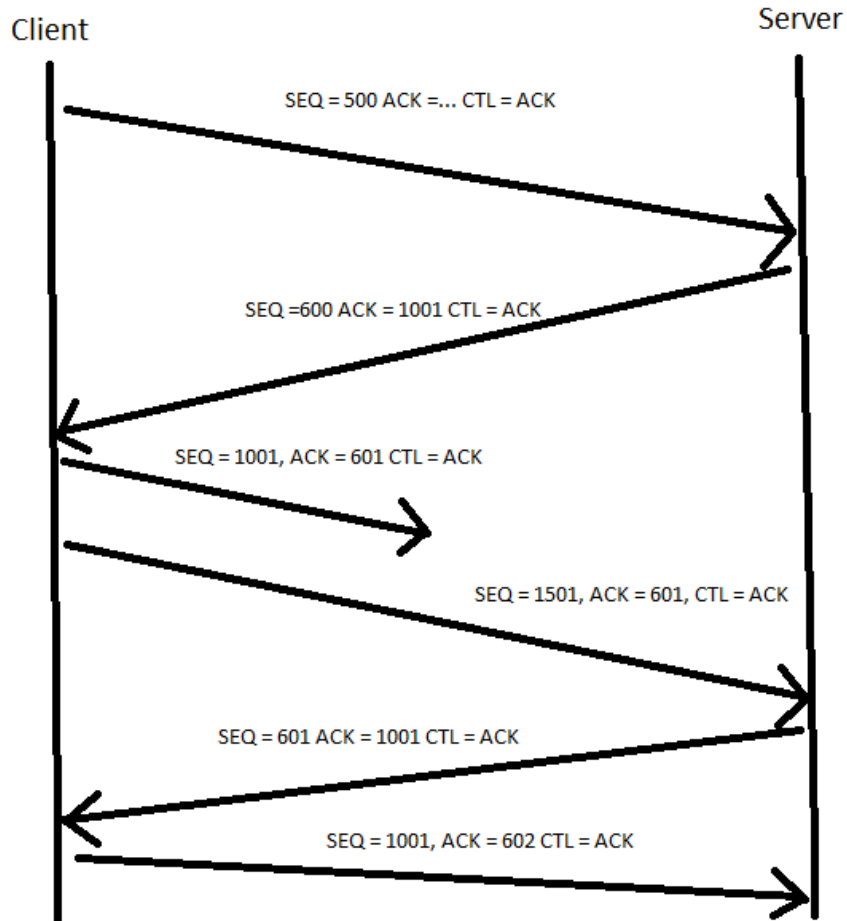 Client
Server
SEQ = 500 ACK =... CTL = ACK
SEQ =600 ACK = 1001 CTL = ACK
SEQ = 1001, ACK = 601 CTL = ACK
SEQ = 1501, ACK = 601, CTL = ACK
SEQ = 601 ACK = 1001 CTL = ACK
SEQ = 1001, ACK = 602 CTL = ACK